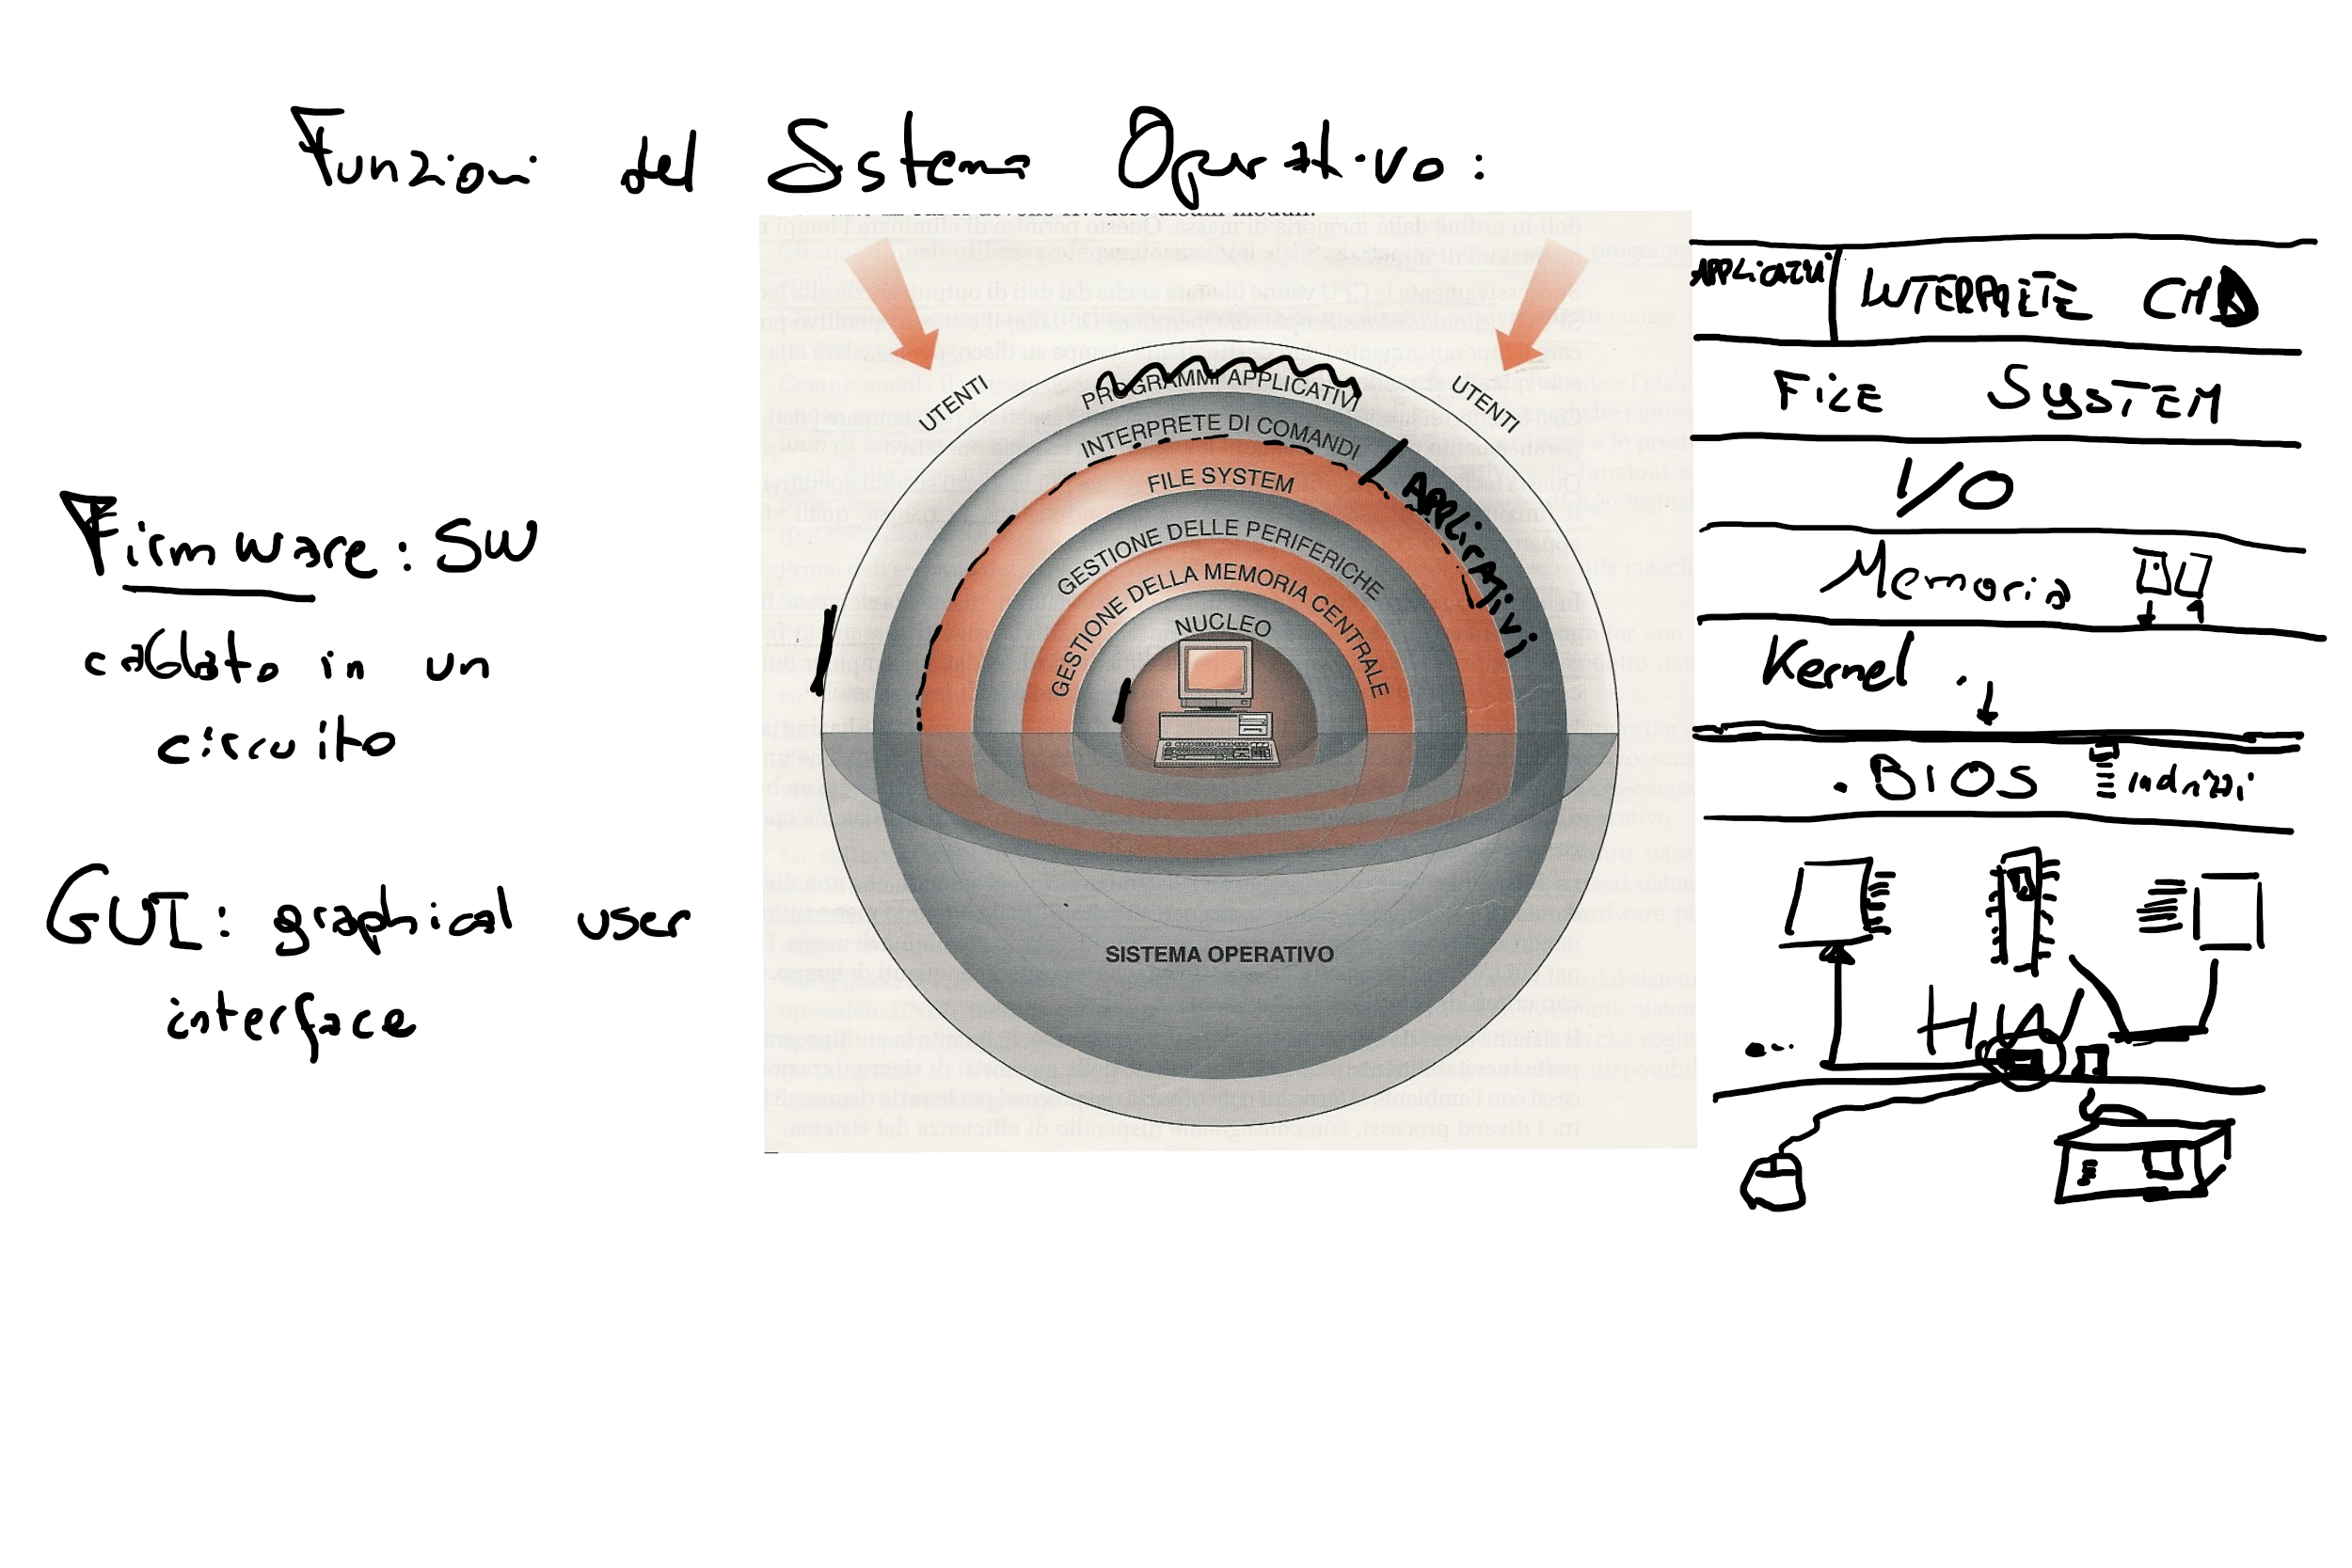 Funzioni del Sistema Operativo:
UTENTI
PROGRAMMI APPLICATIVI
UTENTI
INTERPRETE DI COMANDI
FILE SYSTEM
APPLICATIVI
GESTIONE DELLE PERIFERICHE
GESTIONE DELLA MEMORIA CENTRALE
NUCLEO
SISTEMA OPERATIVO
Firmware: SW
cablato in un
circuito
GUI: graphical user
interface
APPLICATIVI INTERPRETE CMD
FILE SYSTEM
I/O
Memoria
Kernel
BIOS indirizzi
HW